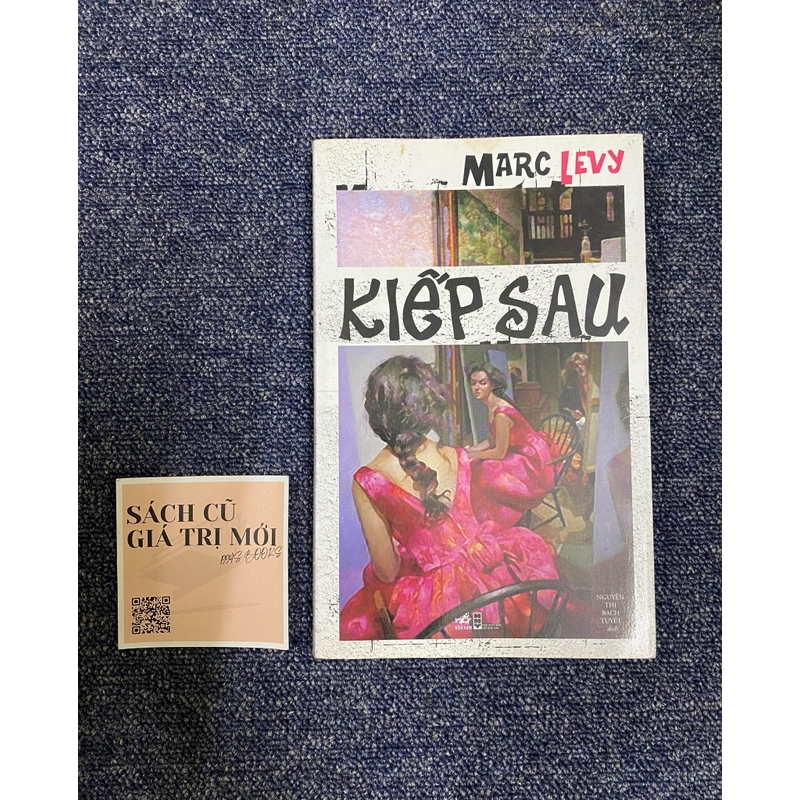 MARC LEVY
KIẾP SAU
NGUYỄN
THỊ
BẠCH
TUYẾT
dịch
SÁCH CŨ
GIÁ TRỊ MỚI